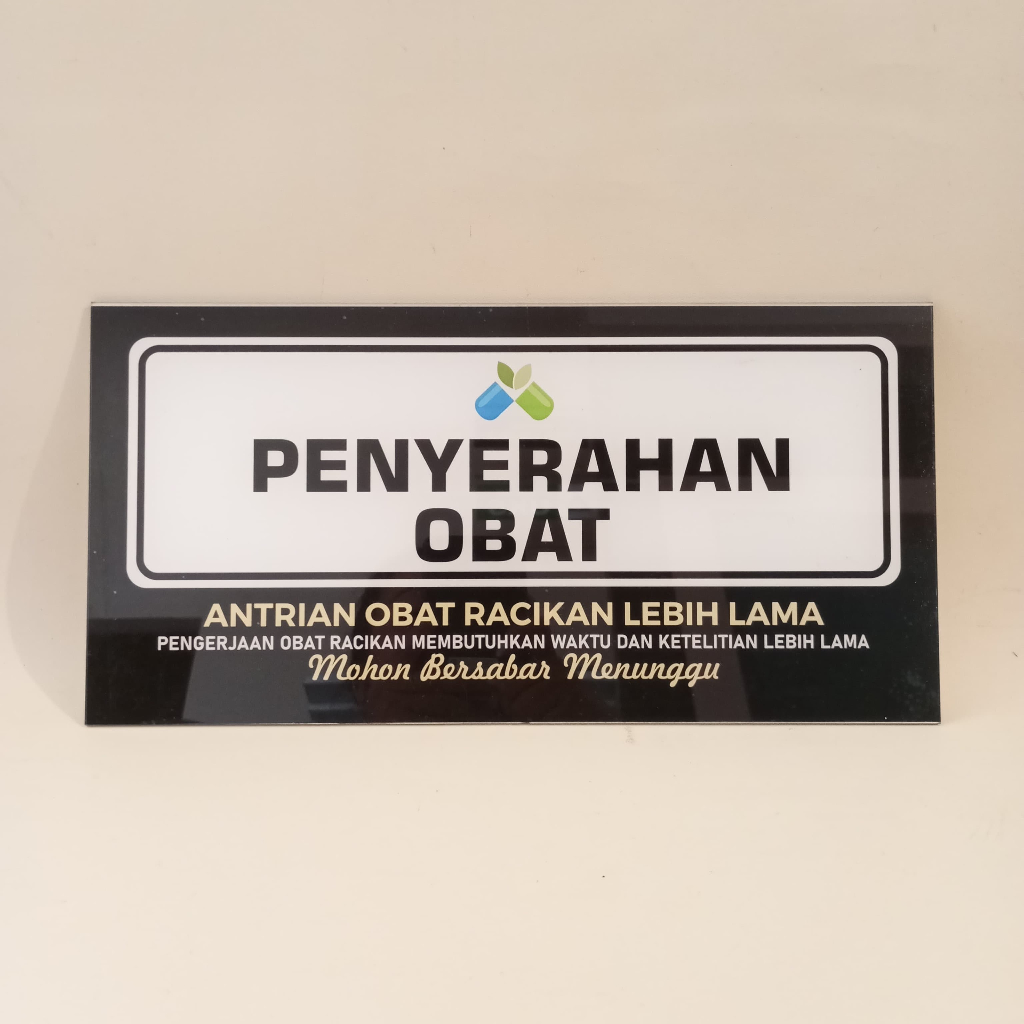 PENYERAHAN
OBAT
ANTRIAN OBAT RACIKAN LEBIH LAMA
PENGERJAAN OBAT RACIKAN MEMBUTUHKAN WAKTU DAN KETELITIAN LEBIH LAMA
Mohon Bersabar Menunggu